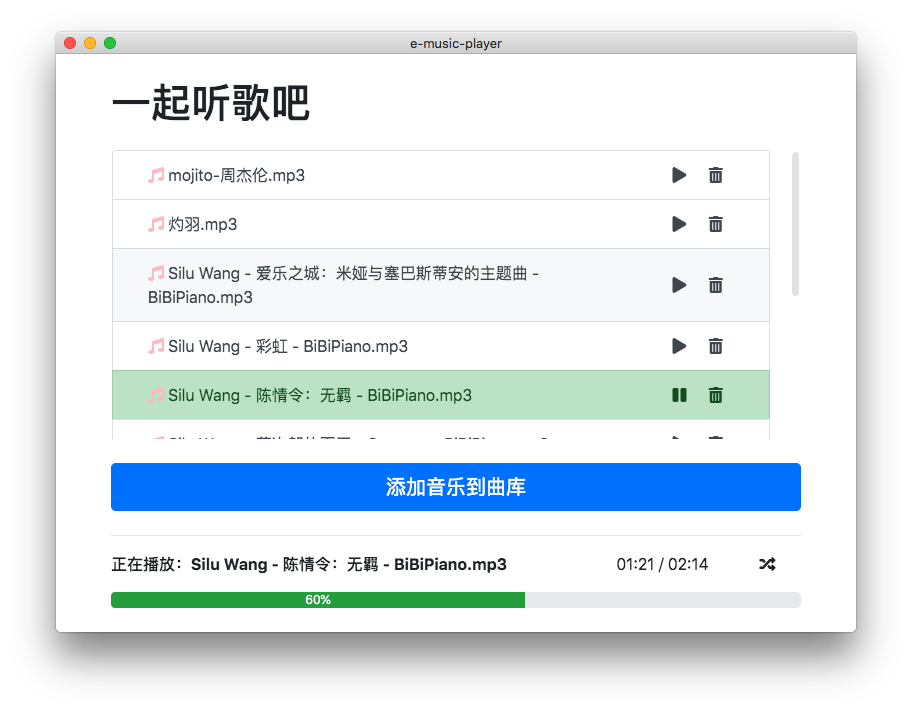 e-music-player
一起听歌吧
mojito-周杰伦.mp3
灼羽.mp3
Silu Wang - 爱乐之城：米娅与塞巴斯蒂安的主题曲 -
BiBiPiano.mp3
Silu Wang - 彩虹 - BiBiPiano.mp3
Silu Wang - 陈情令：无羁 - BiBiPiano.mp3
添加音乐到曲库
正在播放：Silu Wang - 陈情令：无羁 - BiBiPiano.mp3 01:21 / 02:14
60%